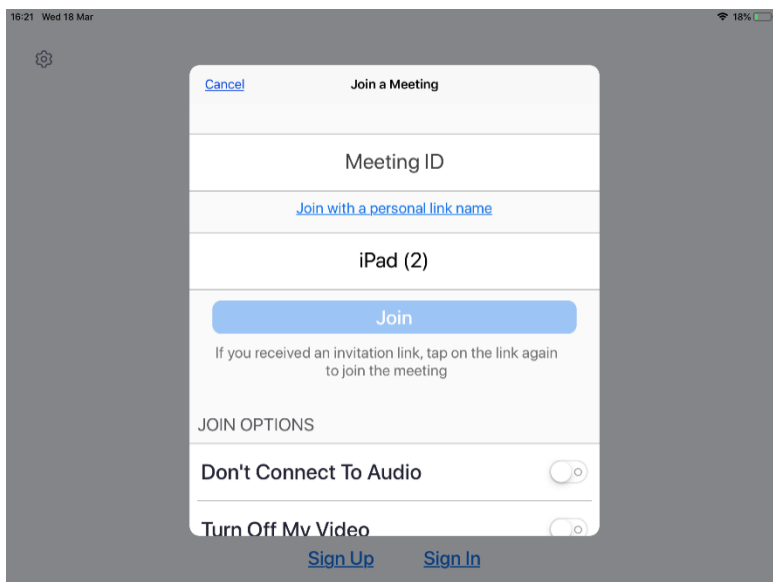 16:21 Wed 18 Mar
18%
Cancel
Join a Meeting
Meeting ID
Join with a personal link name
iPad (2)
Join
If you received an invitation link, tap on the link again
to join the meeting
JOIN OPTIONS
Don't Connect To Audio
Turn Off My Video
Sign Up
Sign In